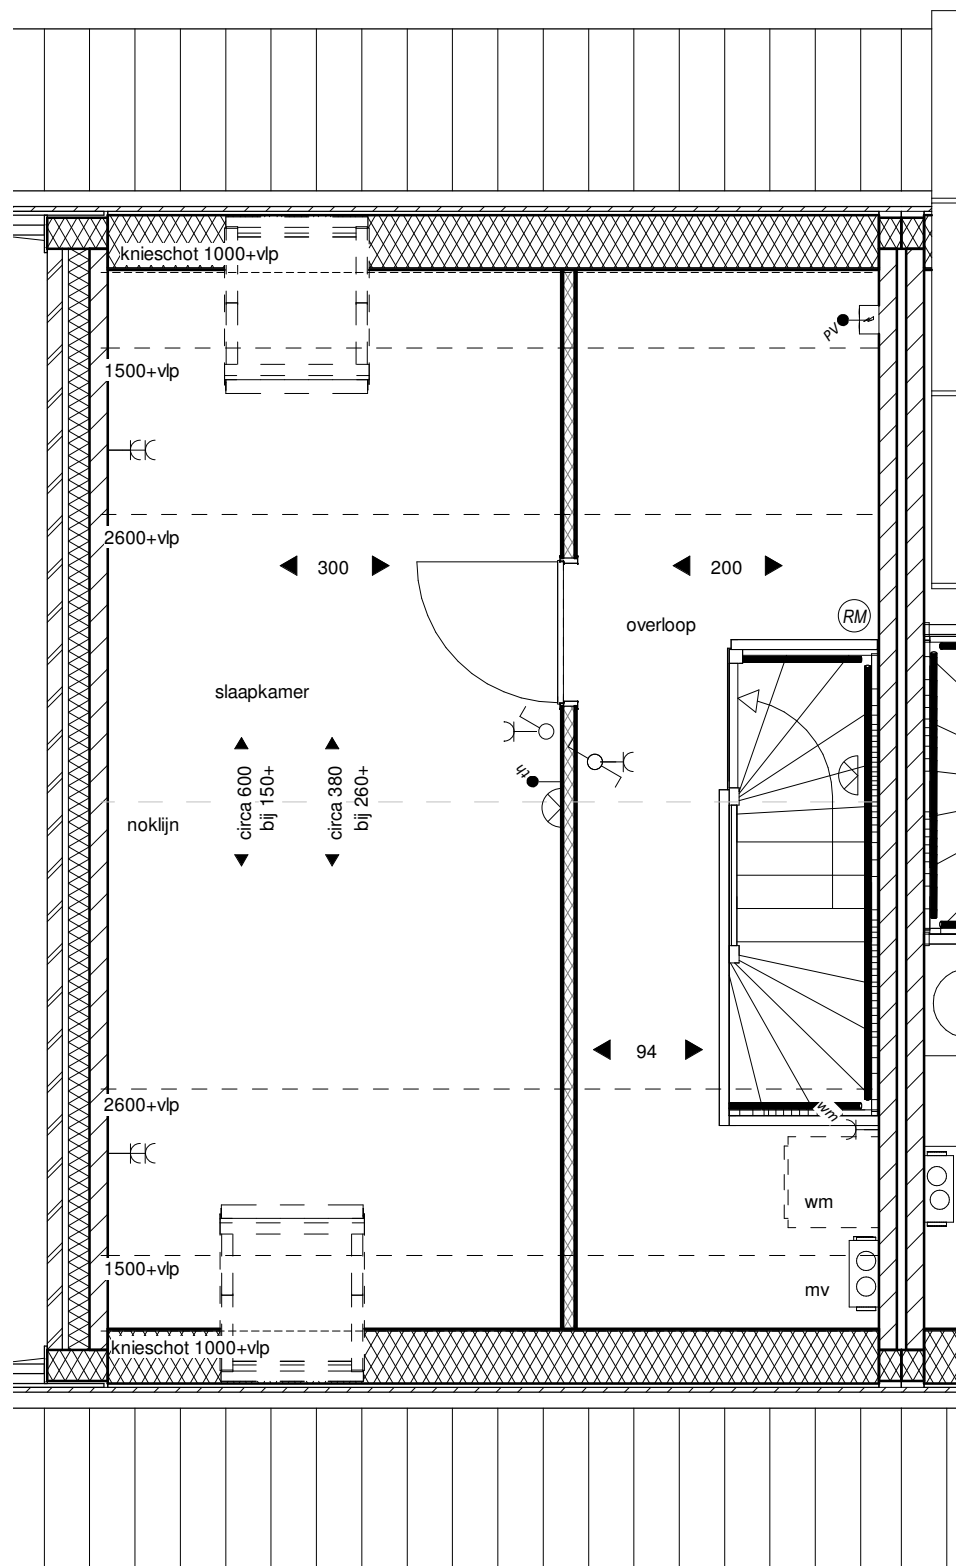 knieschot 1000+vlp
PV
1500+vlp
2600+vlp
300
200
RM
overloop
slaapkamer
th
circa 600
bij 150+
circa 380
bij 260+
noklijn
94
2600+vlp
wm
wm
1500+vlp
mv
knieschot 1000+vlp